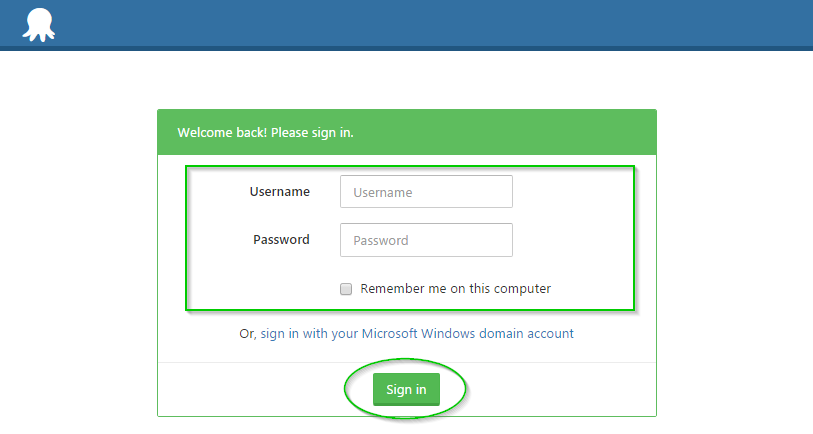 Welcome back! Please sign in.
Username Username
Password Password
Remember me on this computer
Or, sign in with your Microsoft Windows domain account
Sign in